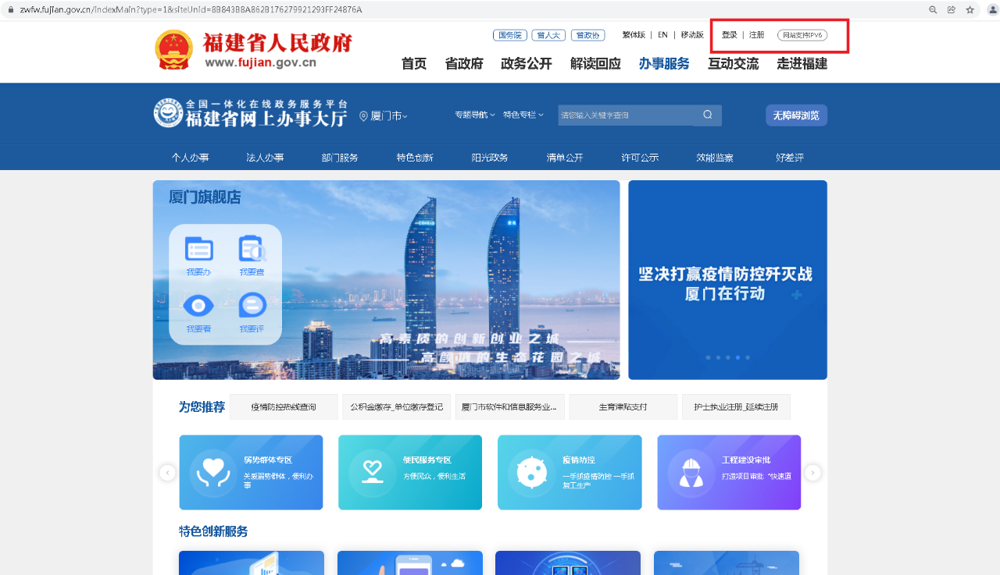 zwfw.fujian.gov.cn/indexMain?type=1&siteUnid=8B843B8A862B176279921293FF24876A
福建省人民政府
www.fujian.gov.cn
国务院 省人大 省政协 繁体版 | EN | 移动版 登录 | 注册 网站支持IPV6
首页 省政府 政务公开 解读回应 办事服务 互动交流 走进福建
全国一体化在线政务服务平台
福建省网上办事大厅
厦门市
专题导航 特色专栏 请您输入关键字查询 无障碍浏览
个人办事 法人办事 部门服务 特色创新 阳光政务 清单公开 许可公示 效能监察 好差评
厦门旗舰店
我要办 我要查
我要看 我要评
高素质的创新创业之城
高颜值的生态花园之城
坚决打赢疫情防控歼灭战
厦门在行动
为您推荐 疫情防控热线查询 公积金缴存_单位缴存登记 厦门市软件和信息服务业... 生育津贴支付 护士执业注册_延续注册
弱势群体专区
关爱弱势群体，便利办
事
便民服务专区
方便民众，便利生活
疫情防控
一手抓疫情防控 一手抓
复工生产
工程建设审批
打造项目审批“快速道
特色创新服务